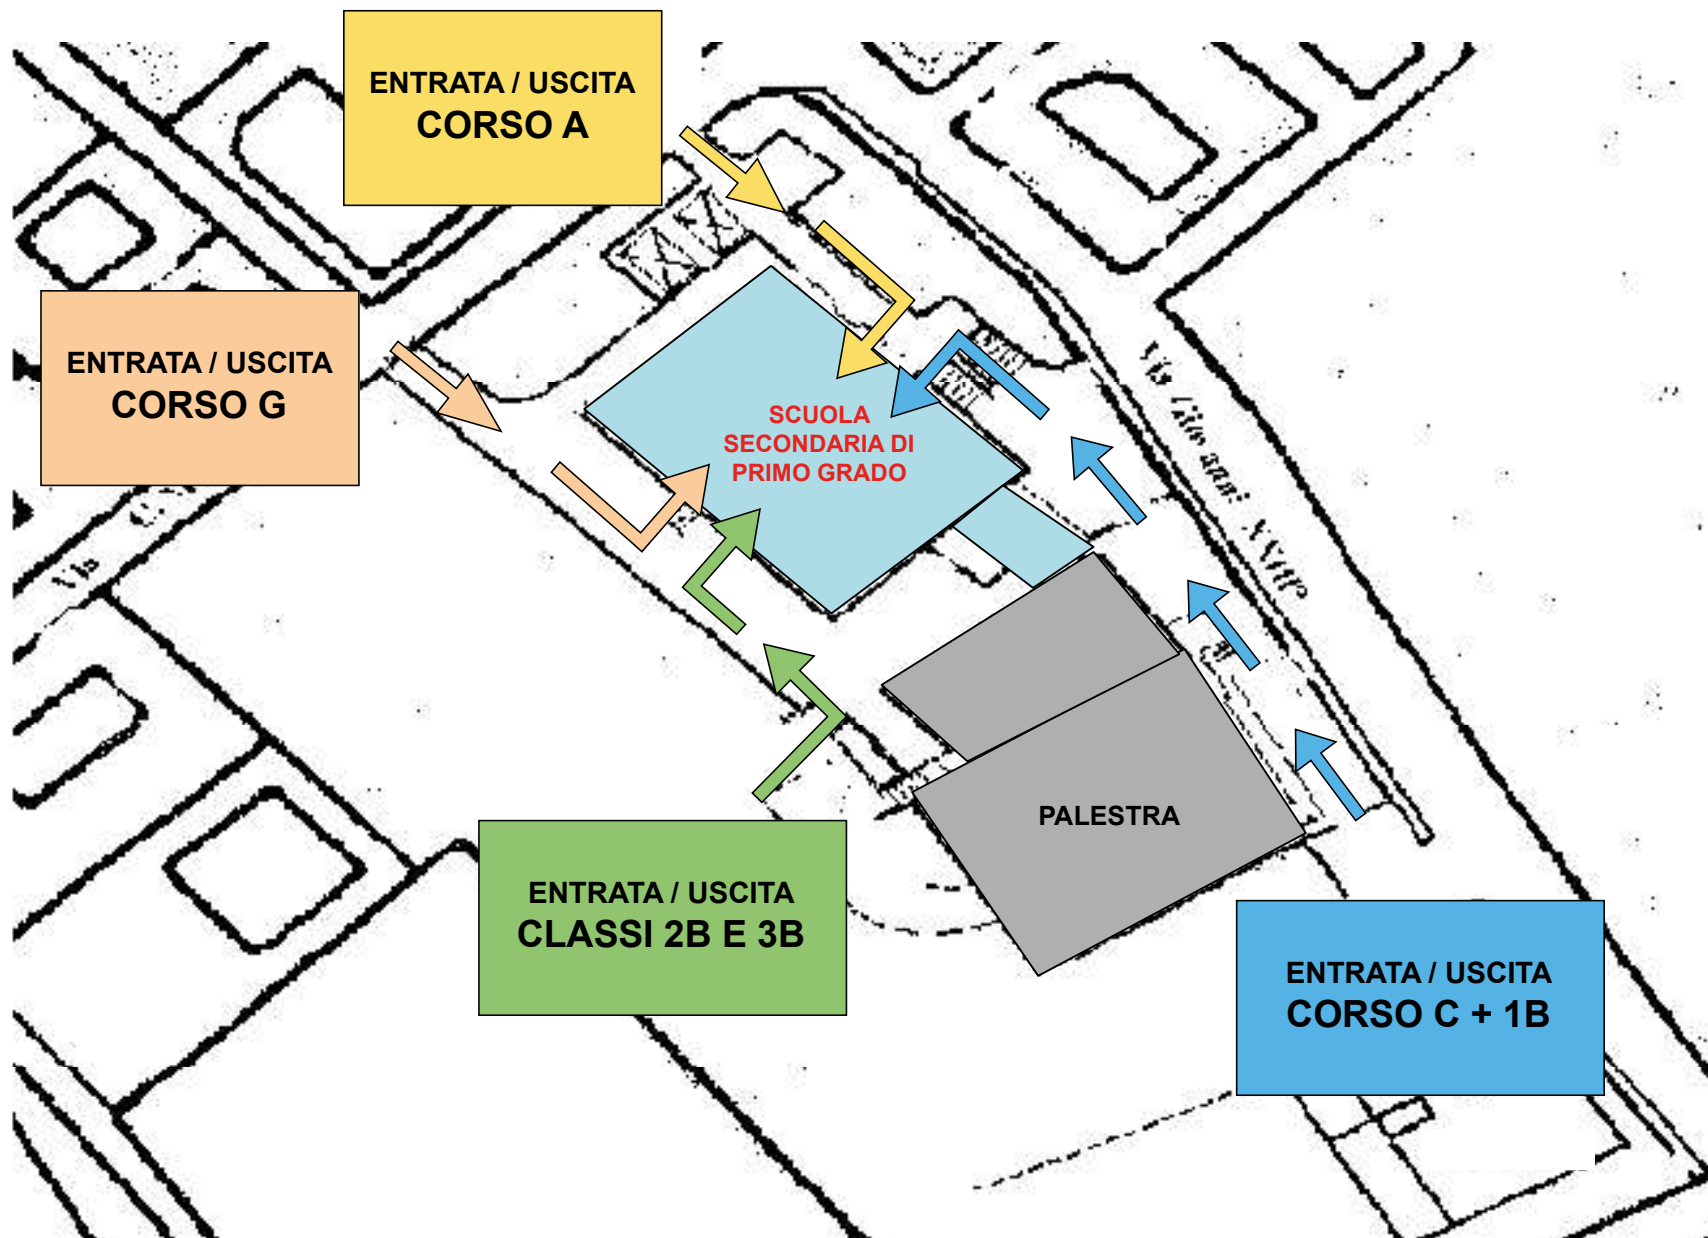 ENTRATA / USCITA
CORSO A
ENTRATA / USCITA
CORSO G
SCUOLA
SECONDARIA DI
PRIMO GRADO
PALESTRA
ENTRATA / USCITA
CLASSI 2B E 3B
ENTRATA / USCITA
CORSO C + 1B
Via